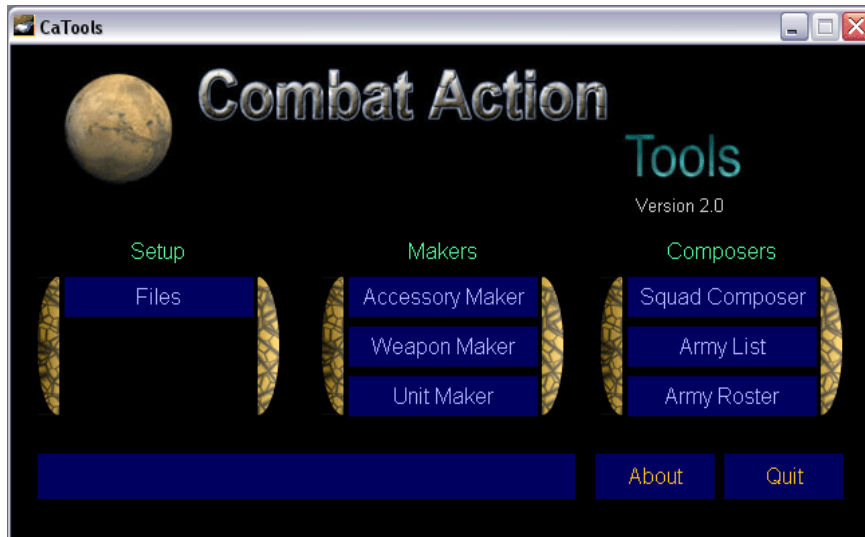 CaTools
Combat Action
Tools
Version 2.0
Setup
Files
Makers
Accessory Maker
Weapon Maker
Unit Maker
Composers
Squad Composer
Army List
Army Roster
About
Quit